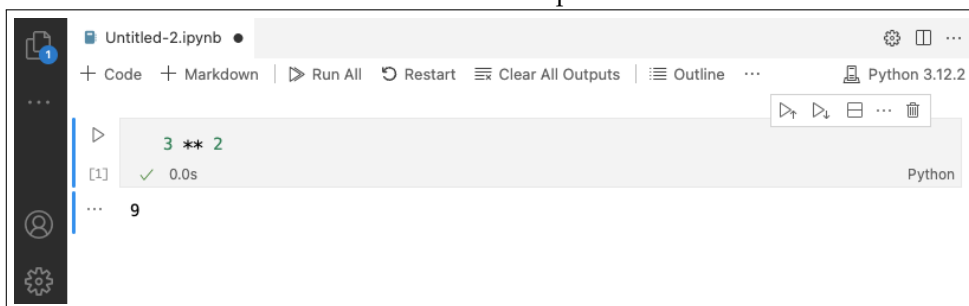 Untitled-2.ipynb
1
+ Code + Markdown Run All Restart Clear All Outputs Outline ... Python 3.12.2
3 ** 2
[1] 0.0s Python
9